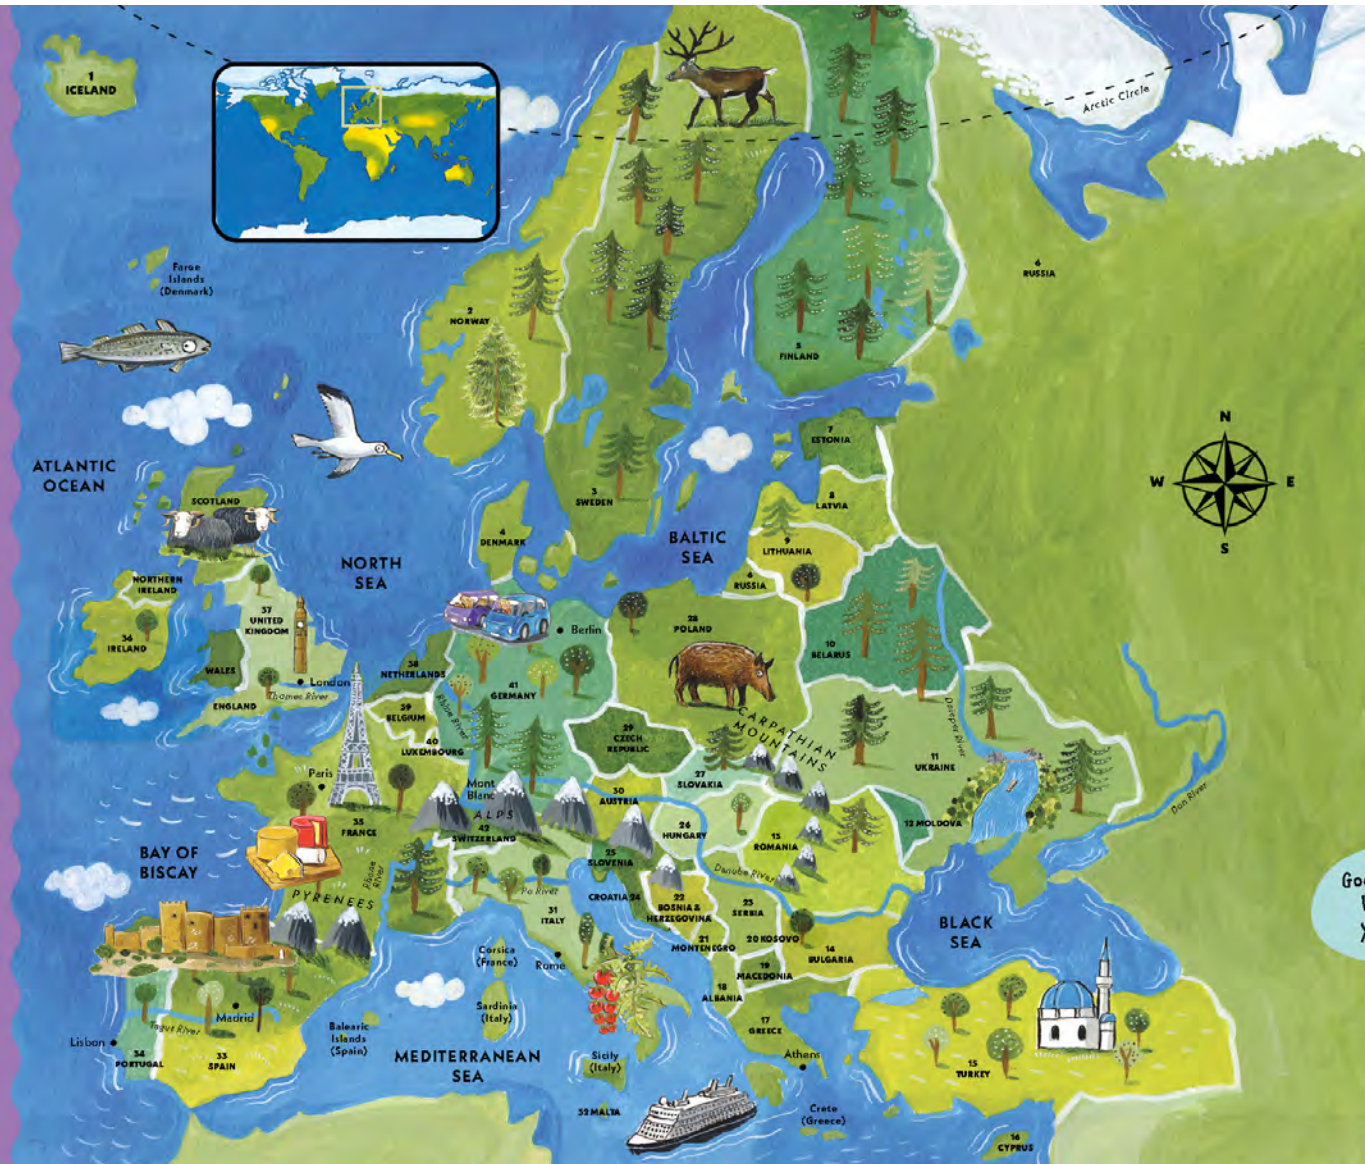 1
ICELAND
Arctic Circle
Faroe
Islands
(Denmark)
6
RUSSIA
2
NORWAY
5
FINLAND
N
W
E
S
7
ESTONIA
ATLANTIC
OCEAN
SCOTLAND
3
SWEDEN
8
LATVIA
4
DENMARK
BALTIC
SEA
9
LITHUANIA
NORTH
SEA
6
RUSSIA
NORTHERN
IRELAND
37
UNITED
KINGDOM
36
IRELAND
Berlin
28
POLAND
10
BELARUS
WALES
38
NETHERLANDS
London
Thames River
ENGLAND
41
GERMANY
Rhine River
39
BELGIUM
40
LUXEMBOURG
CARPATHIAN
MOUNTAINS
Dnieper River
29
CZECH
REPUBLIC
11
UKRAINE
Paris
Mont
Blanc
ALPS
27
SLOVAKIA
30
AUSTRIA
Don River
35
FRANCE
42
SWITZERLAND
26
HUNGARY
13
ROMANIA
12 MOLDOVA
BAY OF
BISCAY
Rhone
River
25
SLOVENIA
Danube River
Po River
PYRENEES
CROATIA 24
22
BOSNIA &
HERZEGOVINA
23
SERBIA
31
ITALY
BLACK
SEA
21
MONTENEGRO
20 KOSOVO
14
BULGARIA
Corsica
(France)
Rome
19
MACEDONIA
18
ALBANIA
Sardinia
(Italy)
17
GREECE
Madrid
Tagus River
Lisbon
34
PORTUGAL
33
SPAIN
Balearic
Islands
(Spain)
MEDITERRANEAN
SEA
Sicily
(Italy)
Athens
15
TURKEY
32 MALTA
Crete
(Greece)
16
CYPRUS